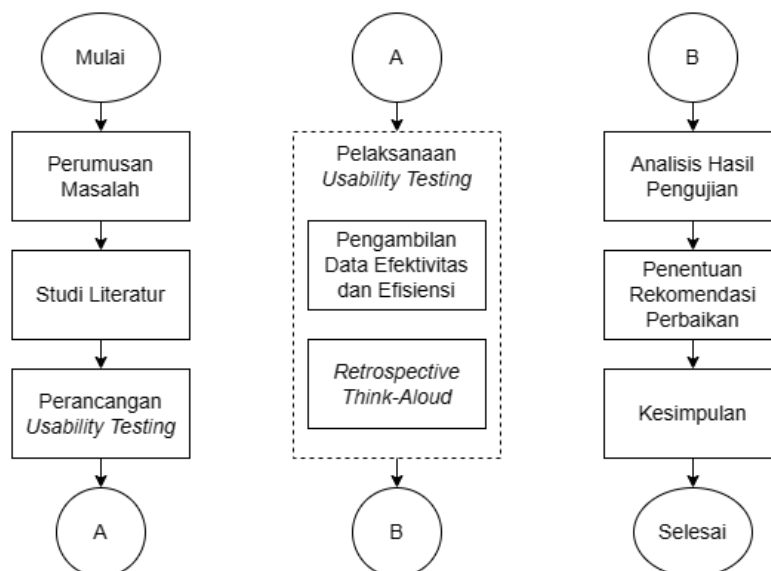 Mulai
Perumusan
Masalah
Studi Literatur
Perancangan
Usability Testing
A
A
Pelaksanaan
Usability Testing
Pengambilan
Data Efektivitas
dan Efisiensi
Retrospective
Think-Aloud
B
B
Analisis Hasil
Pengujian
Penentuan
Rekomendasi
Perbaikan
Kesimpulan
Selesai